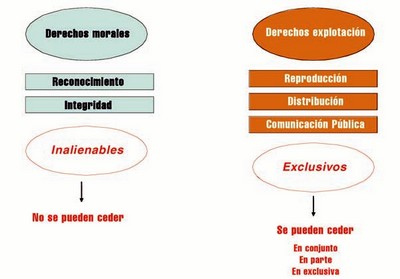 Derechos morales
Reconocimiento
Integridad
Inalienables
No se pueden ceder
Derechos explotación
Reproducción
Distribución
Comunicación Pública
Exclusivos
Se pueden ceder
En conjunto
En parte
En exclusiva